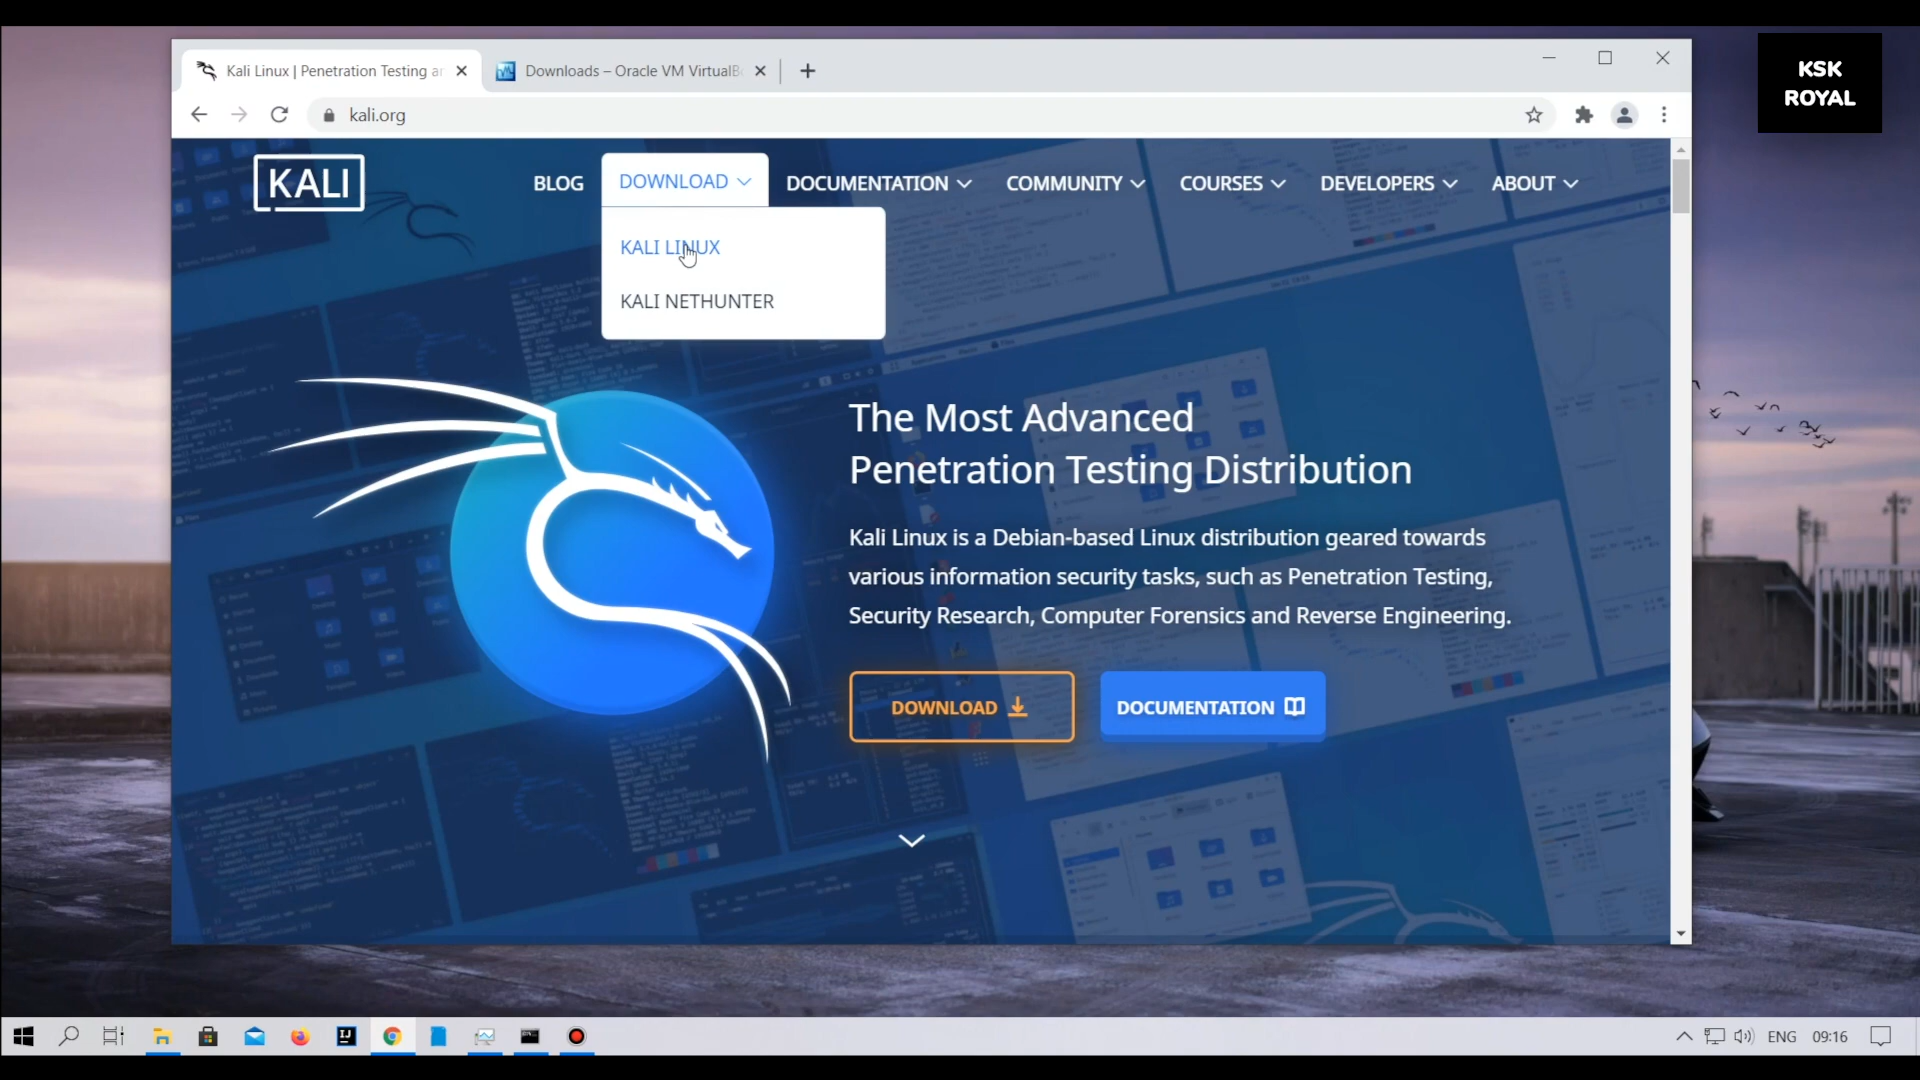 Kali Linux | Penetration Testing an
Downloads – Oracle VM VirtualB
KSK
ROYAL
kali.org
KALI
BLOG
DOWNLOAD
DOCUMENTATION
COMMUNITY
COURSES
DEVELOPERS
ABOUT
KALI LINUX
KALI NETHUNTER
The Most Advanced
Penetration Testing Distribution
Kali Linux is a Debian-based Linux distribution geared towards
various information security tasks, such as Penetration Testing,
Security Research, Computer Forensics and Reverse Engineering.
DOWNLOAD
DOCUMENTATION
IJ
ENG
09:16